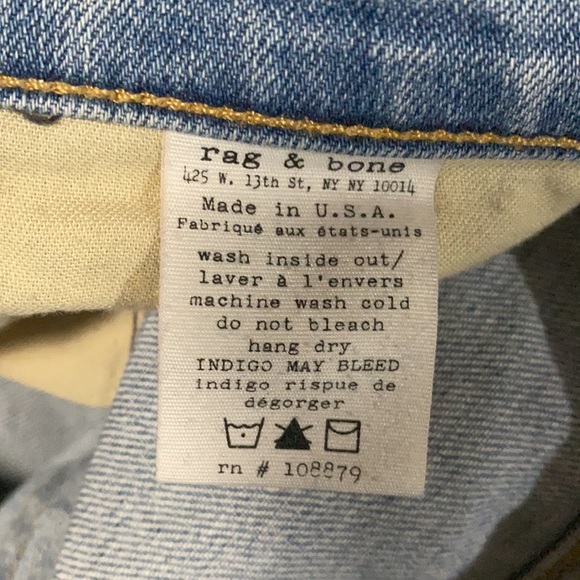 rag & bone
425 W. 13th St, NY NY 10014
Made in U.S.A.
Fabriqué aux états-unis
wash inside out/
laver à l'envers
machine wash cold
do not bleach
hang dry
INDIGO MAY BLEED
indigo rispue de
dégorger
rn # 108879